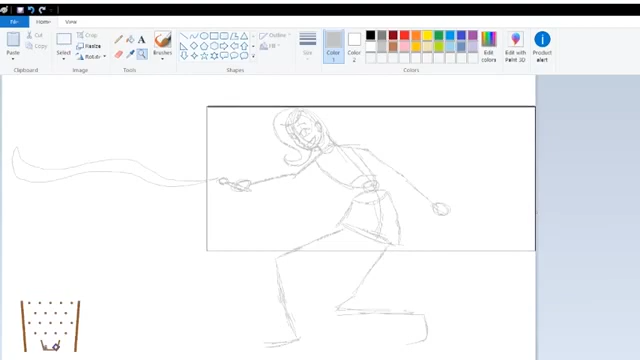 File Home View
Paste
Cut
Copy
Clipboard
Select
Crop
Resize
Rotate
Image
A
Tools
Brushes
Outline
Fill
Shapes
Size
Color 1
Color 2
Colors
Edit colors
Edit with Paint 3D
Product alert